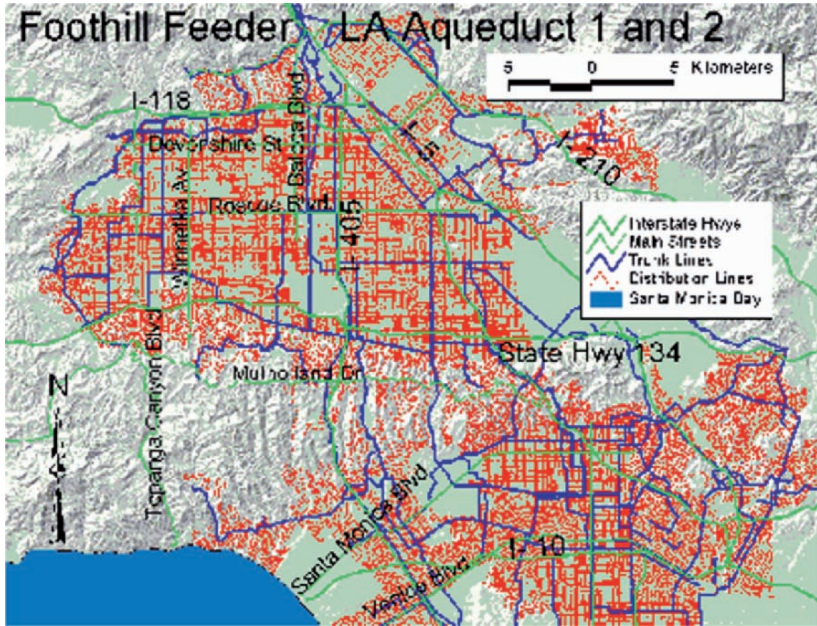 Foothill Feeder LA Aqueduct 1 and 2
5 0 5 Kilometers
I-118
Balboa Blvd
I-5
Devonshire St
I-210
Winnetka Av
Roscoe Blvd
I-405
Interstate Hwys
Main Streets
Trunk Lines
Distribution Lines
Santa Monica Bay
State Hwy 134
Mulholland Dr
N
Topanga Canyon Blvd
Santa Monica Blvd
I-10
Venice Blvd